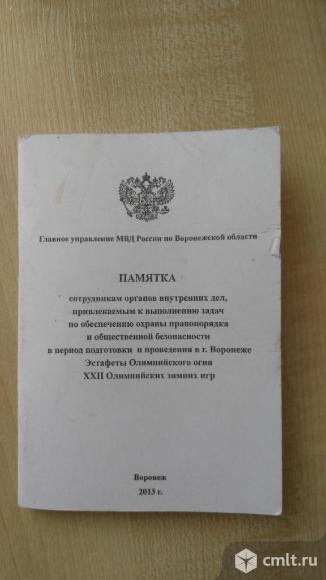 Главное управление МВД России по Воронежской области
ПАМЯТКА
сотрудникам органов внутренних дел,
привлекаемым к выполнению задач
по обеспечению охраны правопорядка
и общественной безопасности
в период подготовки и проведения в г. Воронеже
Эстафеты Олимпийского огня
XXII Олимпийских зимних игр
Воронеж
2013 г.
cmlt.ru